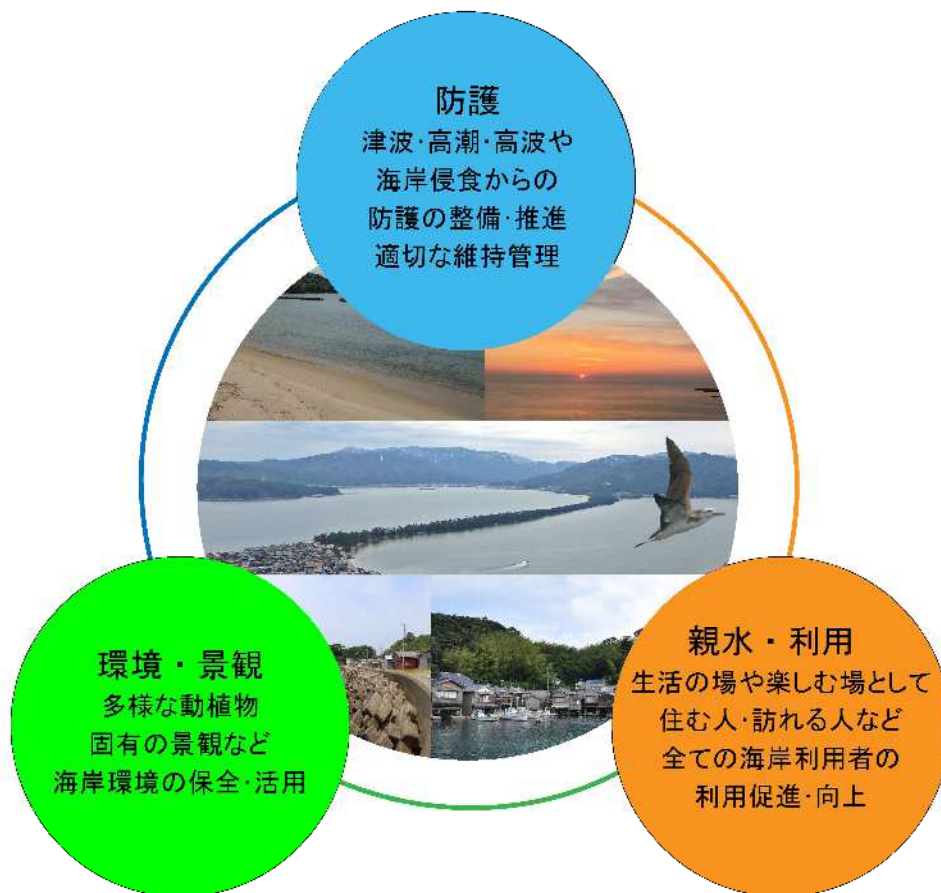 防護
津波・高潮・高波や
海岸侵食からの
防護の整備・推進
適切な維持管理
環境・景観
多様な動植物
固有の景観など
海岸環境の保全・活用
親水・利用
生活の場や楽しむ場として
住む人・訪れる人など
全ての海岸利用者の
利用促進・向上